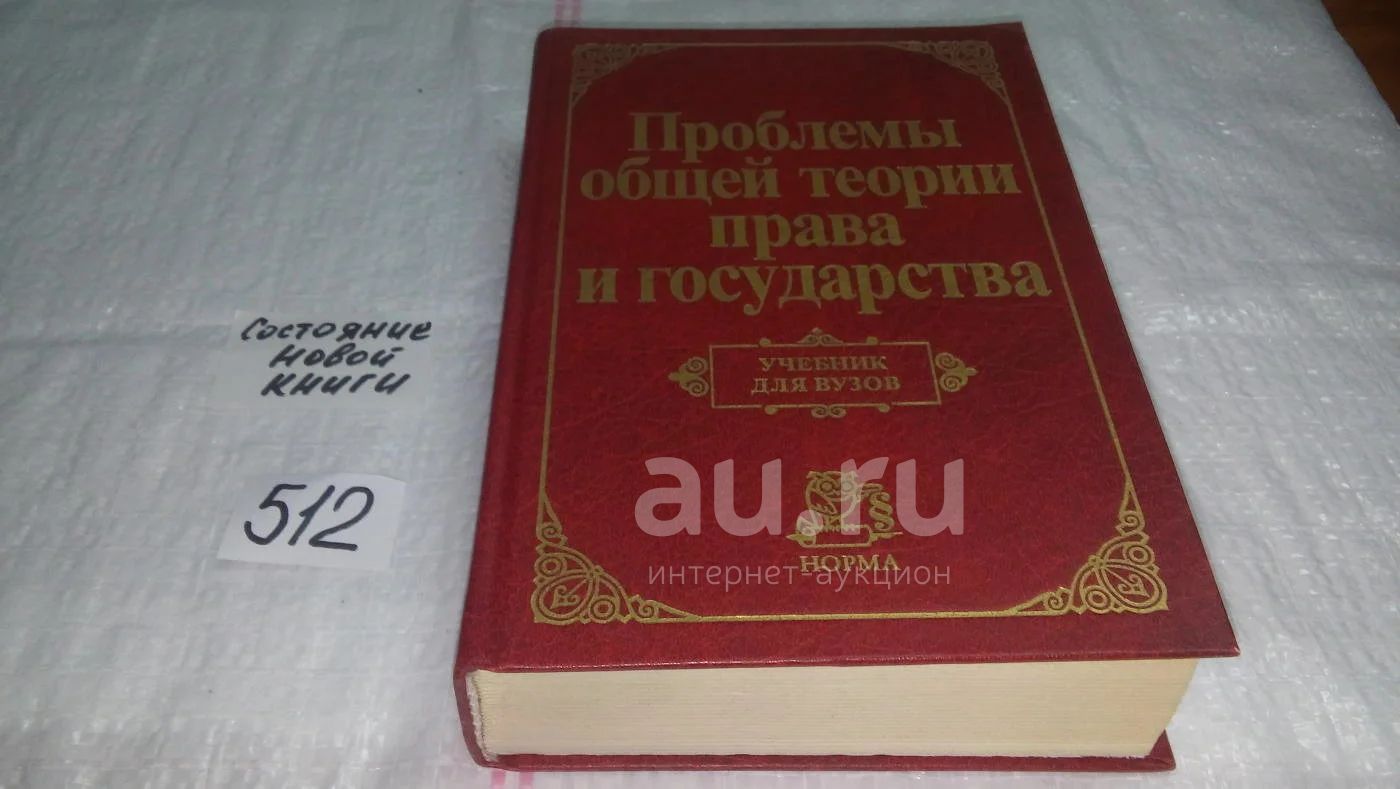 Проблемы
общей теории
права
и государства
УЧЕБНИК
ДЛЯ ВУЗОВ
НОРМА
Состояние
новой
книги
512
au.ru
интернет-аукцион